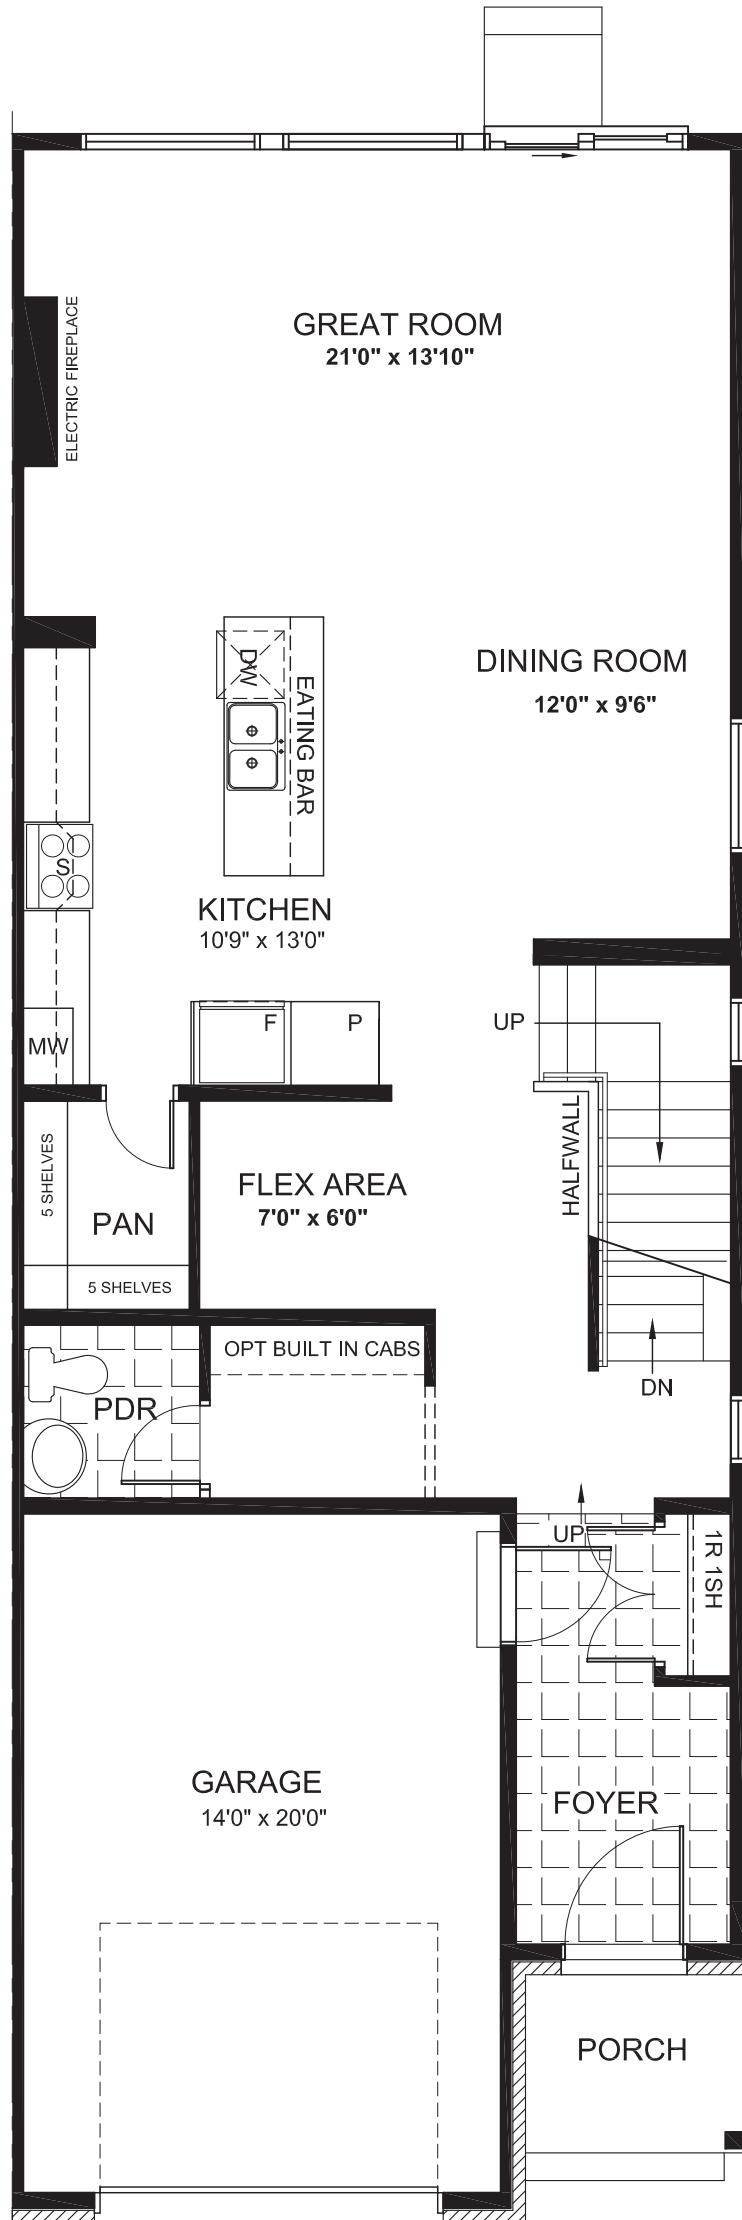 GREAT ROOM
21'0" x 13'10"
ELECTRIC FIREPLACE
DINING ROOM
12'0" x 9'6"
DW
EATING BAR
S
KITCHEN
10'9" x 13'0"
MW
F
P
UP
HALFWALL
5 SHELVES
PAN
5 SHELVES
FLEX AREA
7'0" x 6'0"
OPT BUILT IN CABS
PDR
DN
UP
1R 1SH
GARAGE
14'0" x 20'0"
FOYER
PORCH